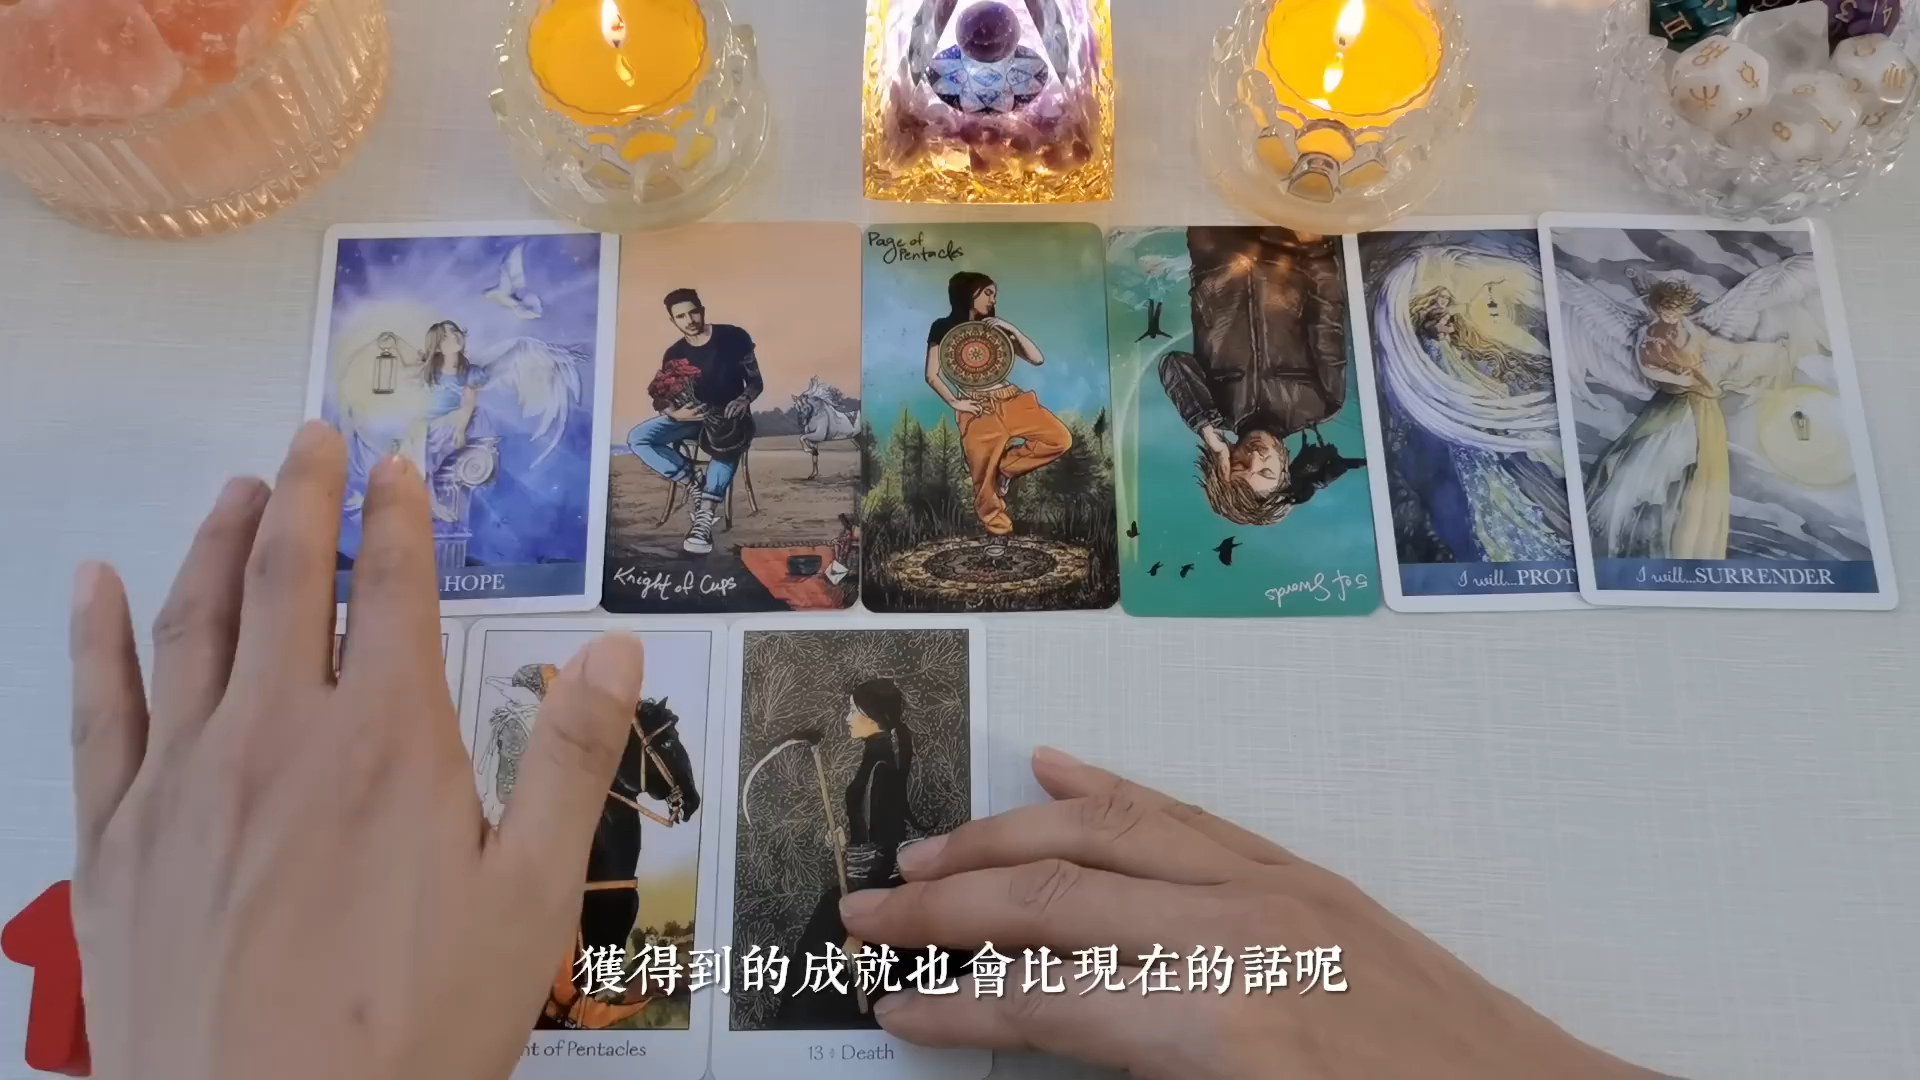 Page of
Pentacles
...HOPE
Knight of Cups
5 of Swords
I will...PROT
I will...SURRENDER
獲得到的成就也會比現在的話呢
nt of Pentacles
13 Death